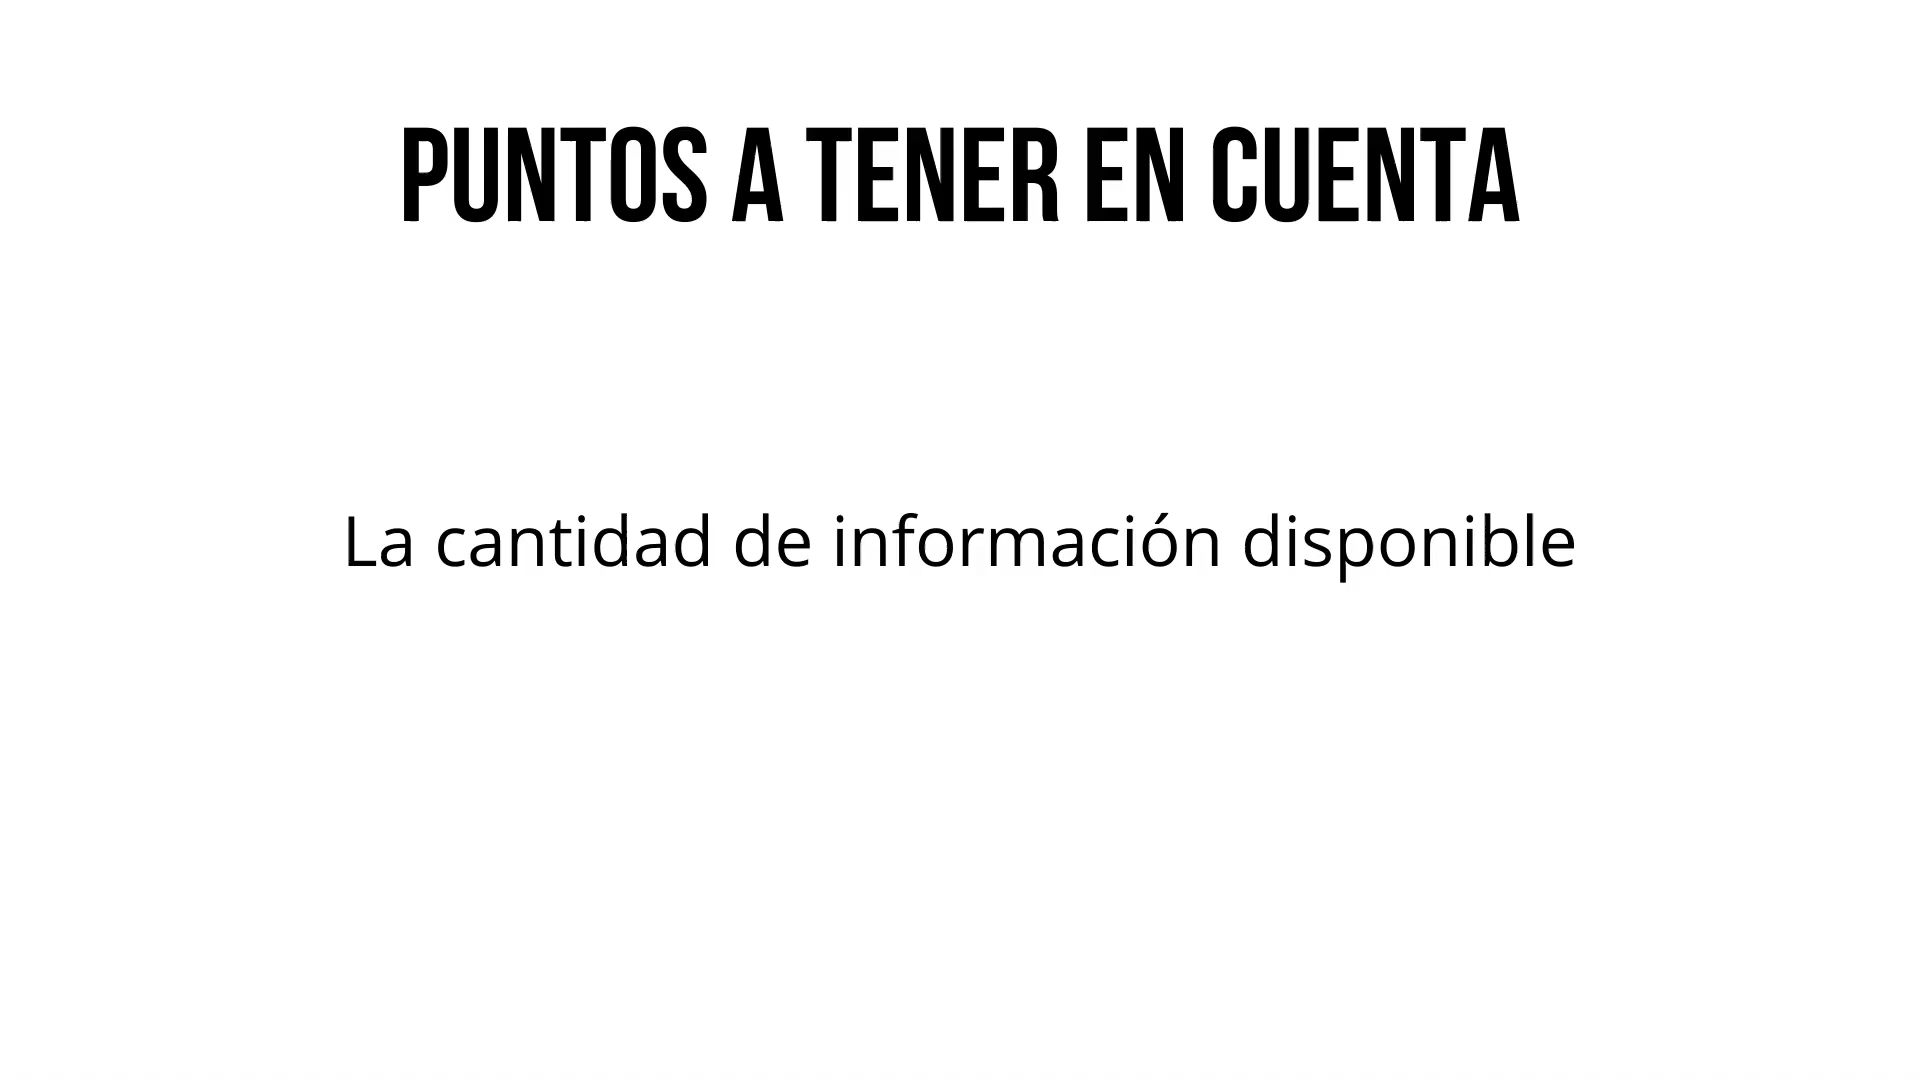 PUNTOS A TENER EN CUENTA
La cantidad de información disponible